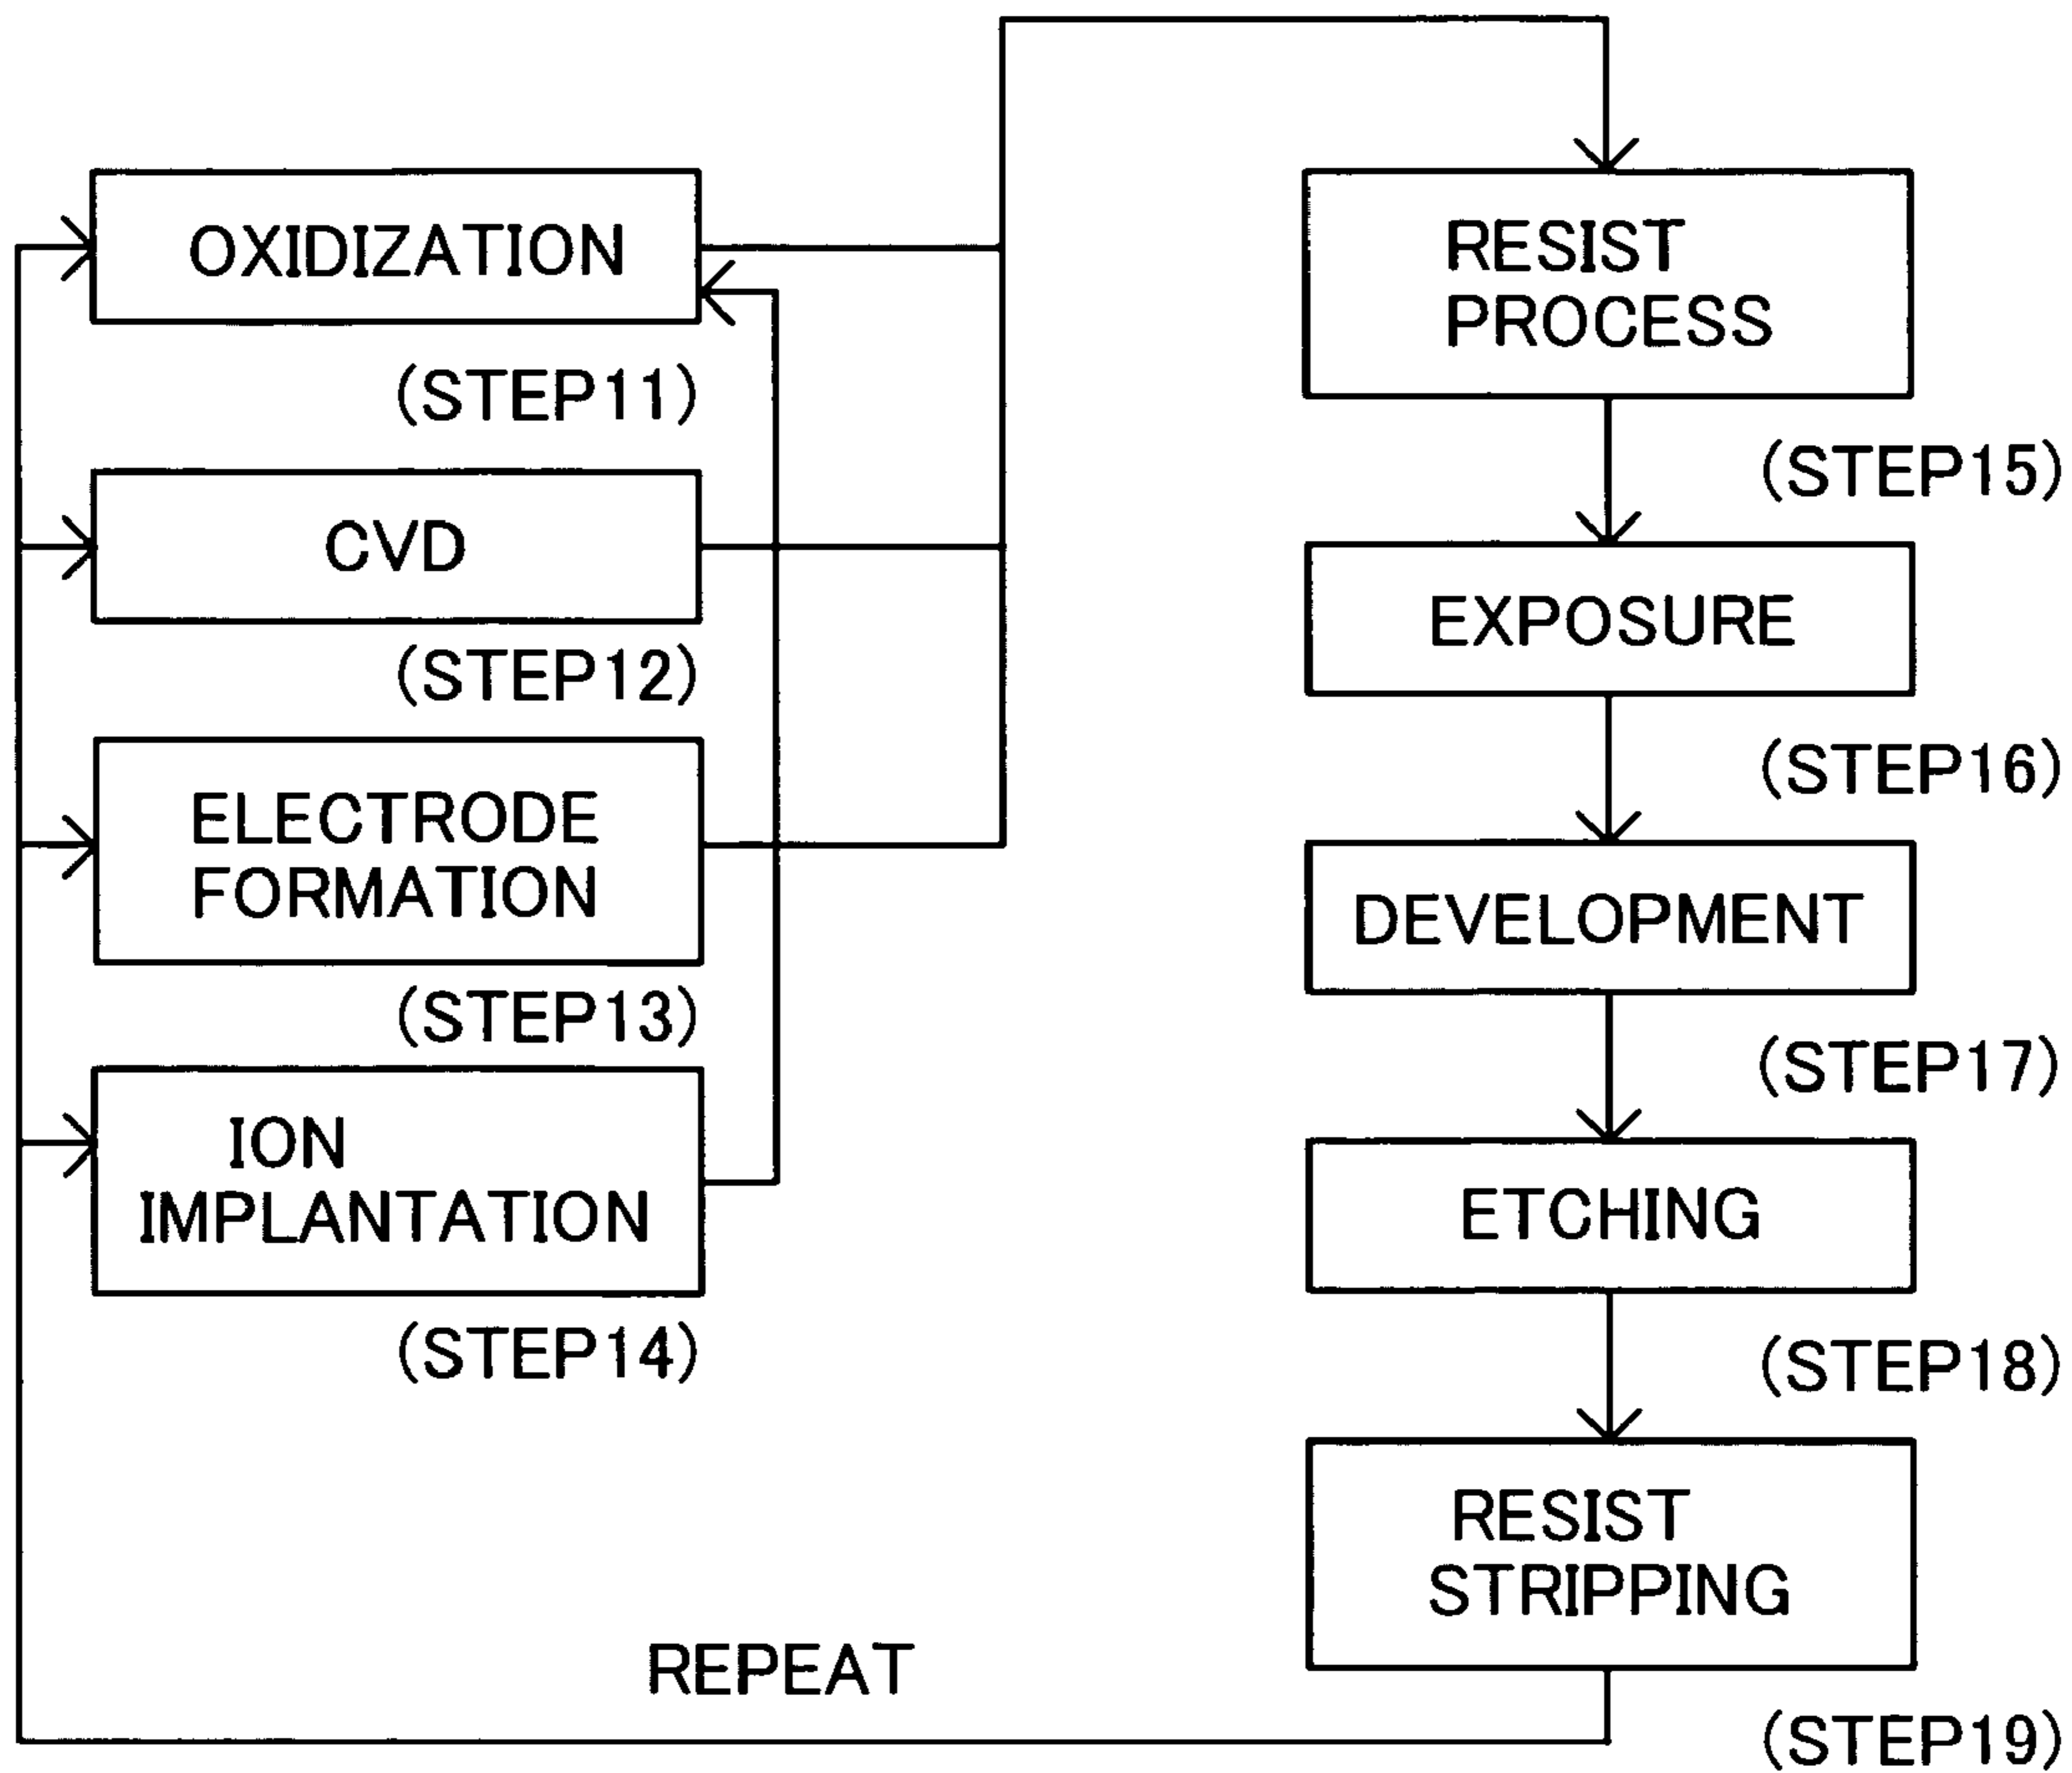 OXIDIZATION
(STEP11)
CVD
(STEP12)
ELECTRODE
FORMATION
(STEP13)
ION
IMPLANTATION
(STEP14)
RESIST
PROCESS
(STEP15)
EXPOSURE
(STEP16)
DEVELOPMENT
(STEP17)
ETCHING
(STEP18)
RESIST
STRIPPING
(STEP19)
REPEAT